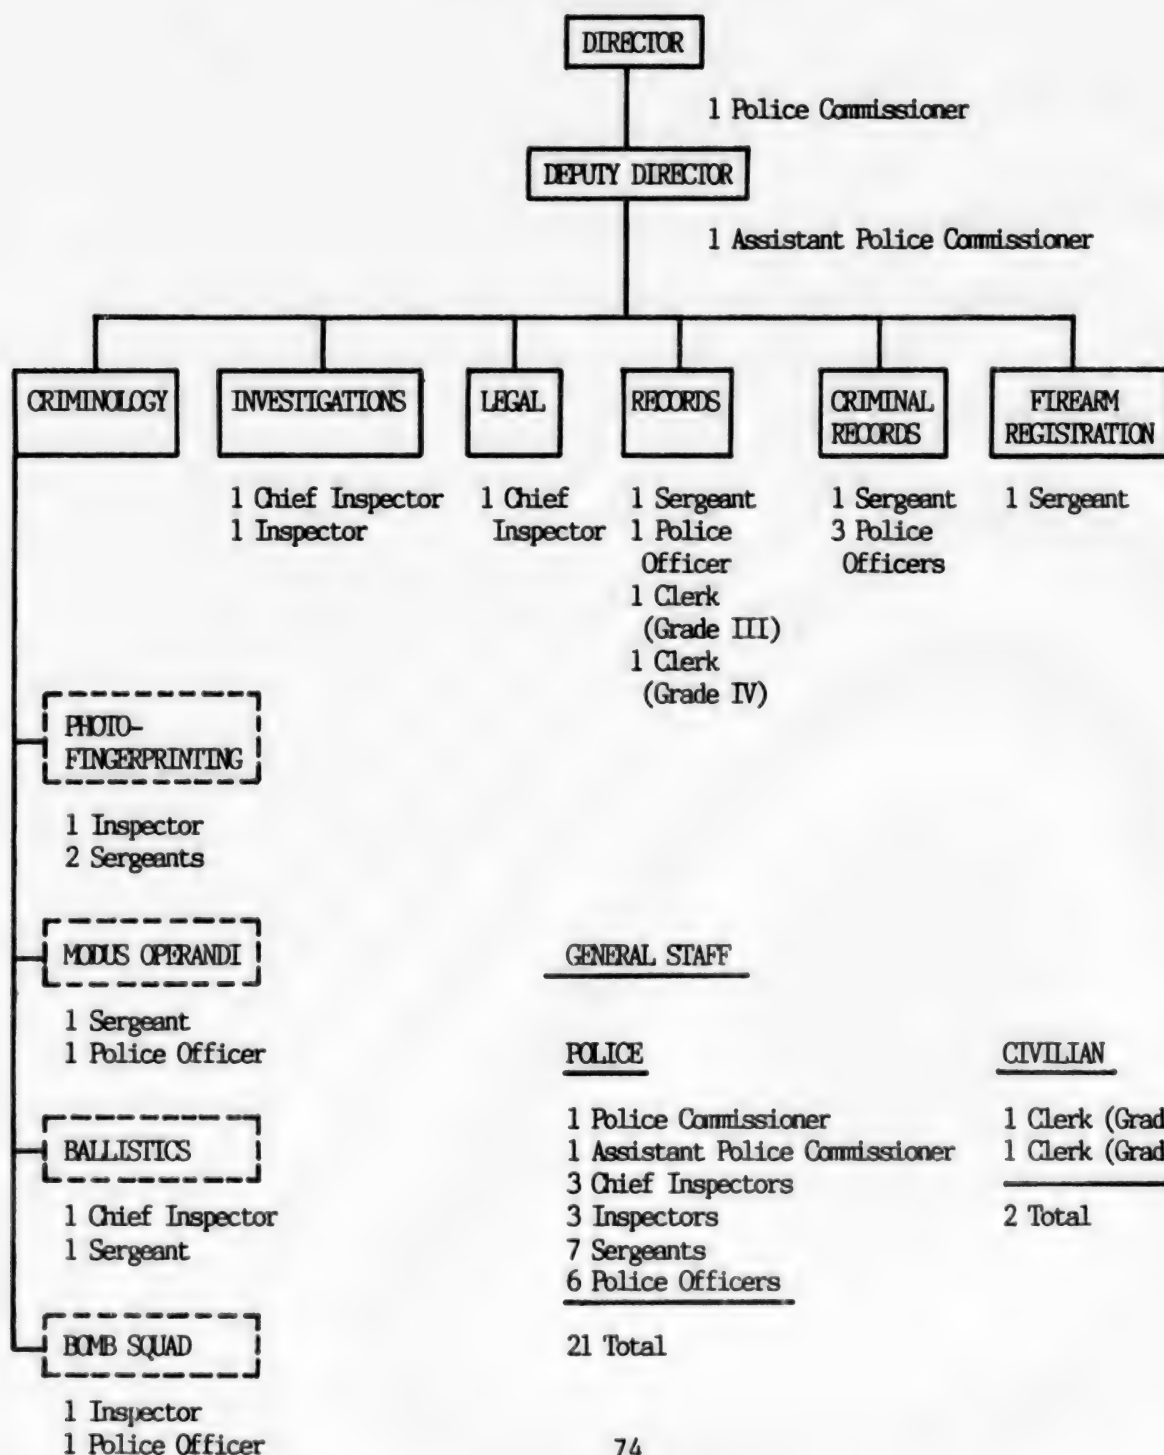 DIRECTOR
1 Police Commissioner
DEPUTY DIRECTOR
1 Assistant Police Commissioner
CRIMINOLOGY
INVESTIGATIONS
1 Chief Inspector
1 Inspector
LEGAL
1 Chief
Inspector
RECORDS
1 Sergeant
1 Police
Officer
1 Clerk
(Grade III)
1 Clerk
(Grade IV)
CRIMINAL
RECORDS
1 Sergeant
3 Police
Officers
FIREARM
REGISTRATION
1 Sergeant
PHOTO-
FINGERPRINTING
1 Inspector
2 Sergeants
MODUS OPERANDI
1 Sergeant
1 Police Officer
BALLISTICS
1 Chief Inspector
1 Sergeant
BOMB SQUAD
1 Inspector
1 Police Officer
GENERAL STAFF
POLICE
1 Police Commissioner
1 Assistant Police Commissioner
3 Chief Inspectors
3 Inspectors
7 Sergeants
6 Police Officers
21 Total
CIVILIAN
1 Clerk (Grad
1 Clerk (Grad
2 Total
74